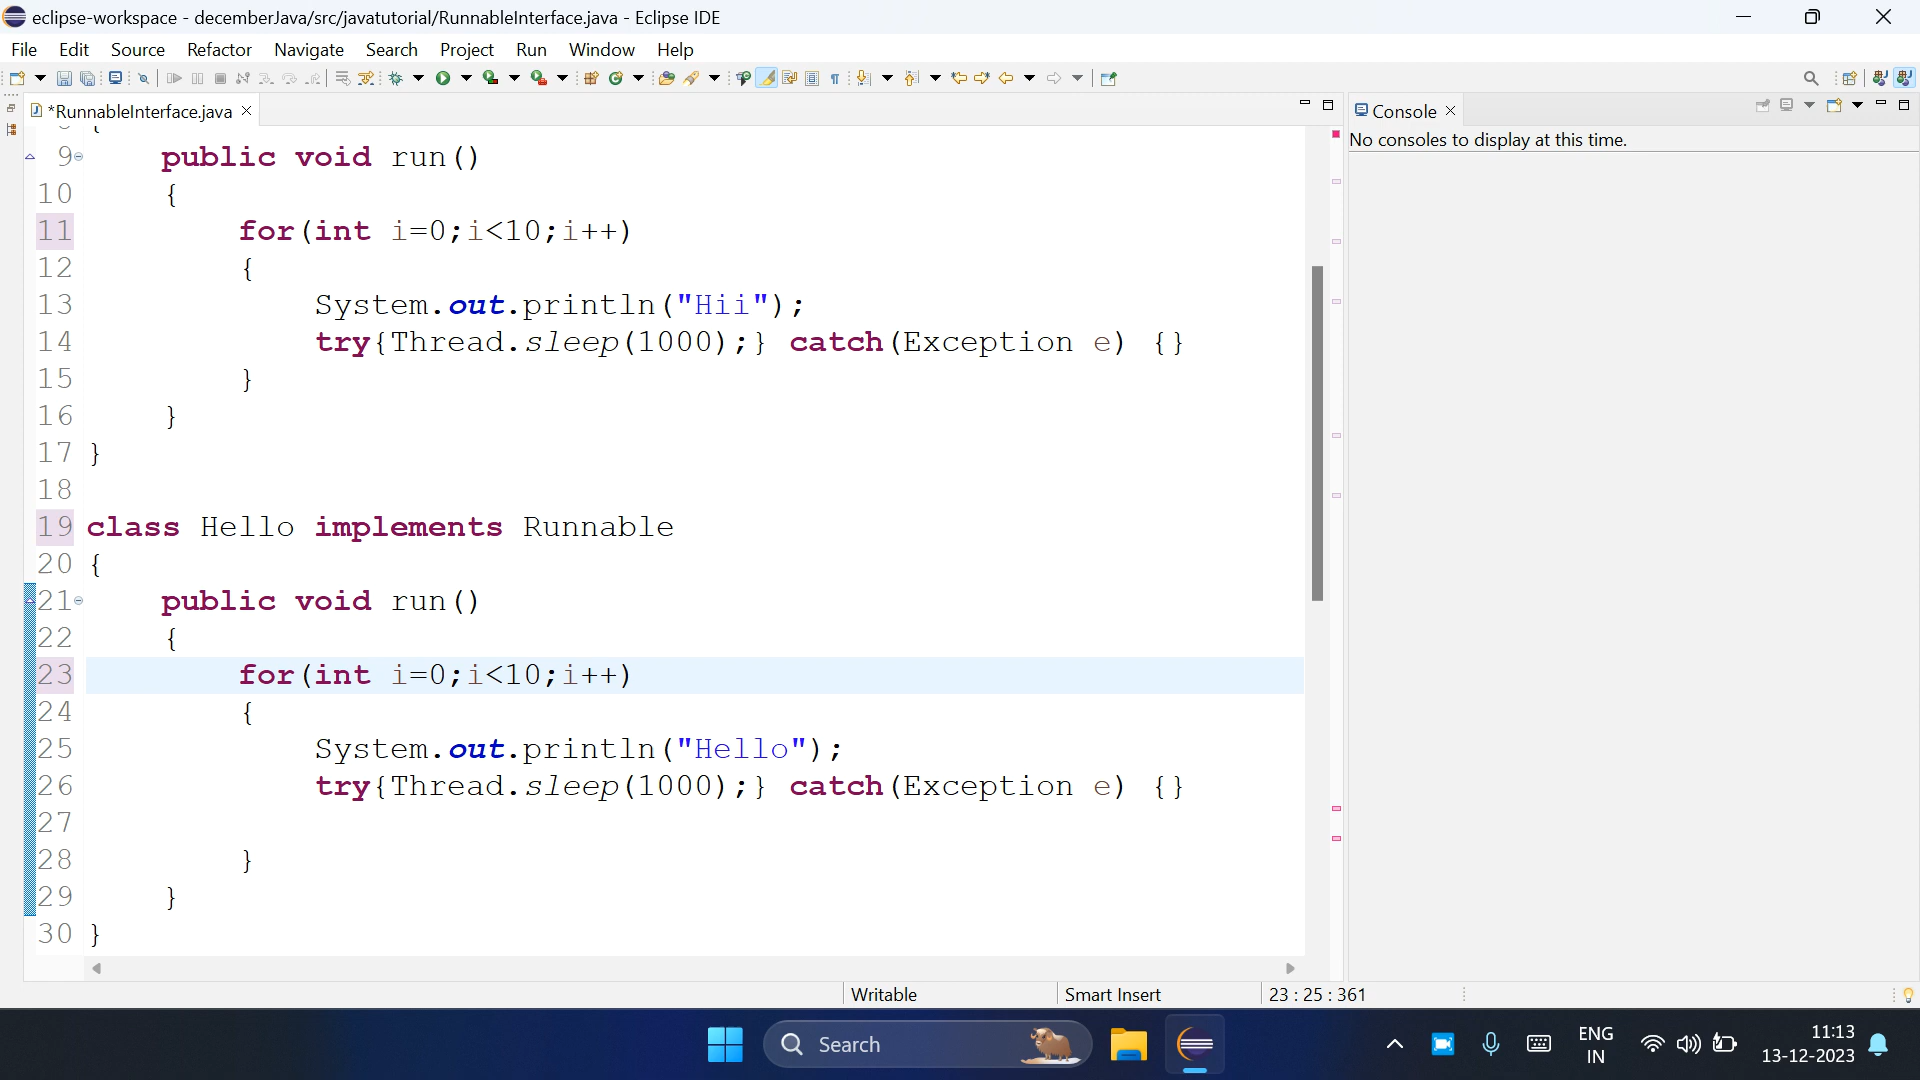 eclipse-workspace - decemberJava/src/javatutorial/RunnableInterface.java - Eclipse IDE
File Edit Source Refactor Navigate Search Project Run Window Help
*RunnableInterface.java
Console
No consoles to display at this time.
9 public void run()
10 {
11 for(int i=0;i<10;i++)
12 {
13 System.out.println("Hii");
14 try{Thread.sleep(1000);} catch(Exception e) {}
15 }
16 }
17 }
18
19 class Hello implements Runnable
20 {
21 public void run()
22 {
23 for(int i=0;i<10;i++)
24 {
25 System.out.println("Hello");
26 try{Thread.sleep(1000);} catch(Exception e) {}
27
28 }
29 }
30 }
Writable Smart Insert 23 : 25 : 361
Search
ENG
IN
11:13
13-12-2023